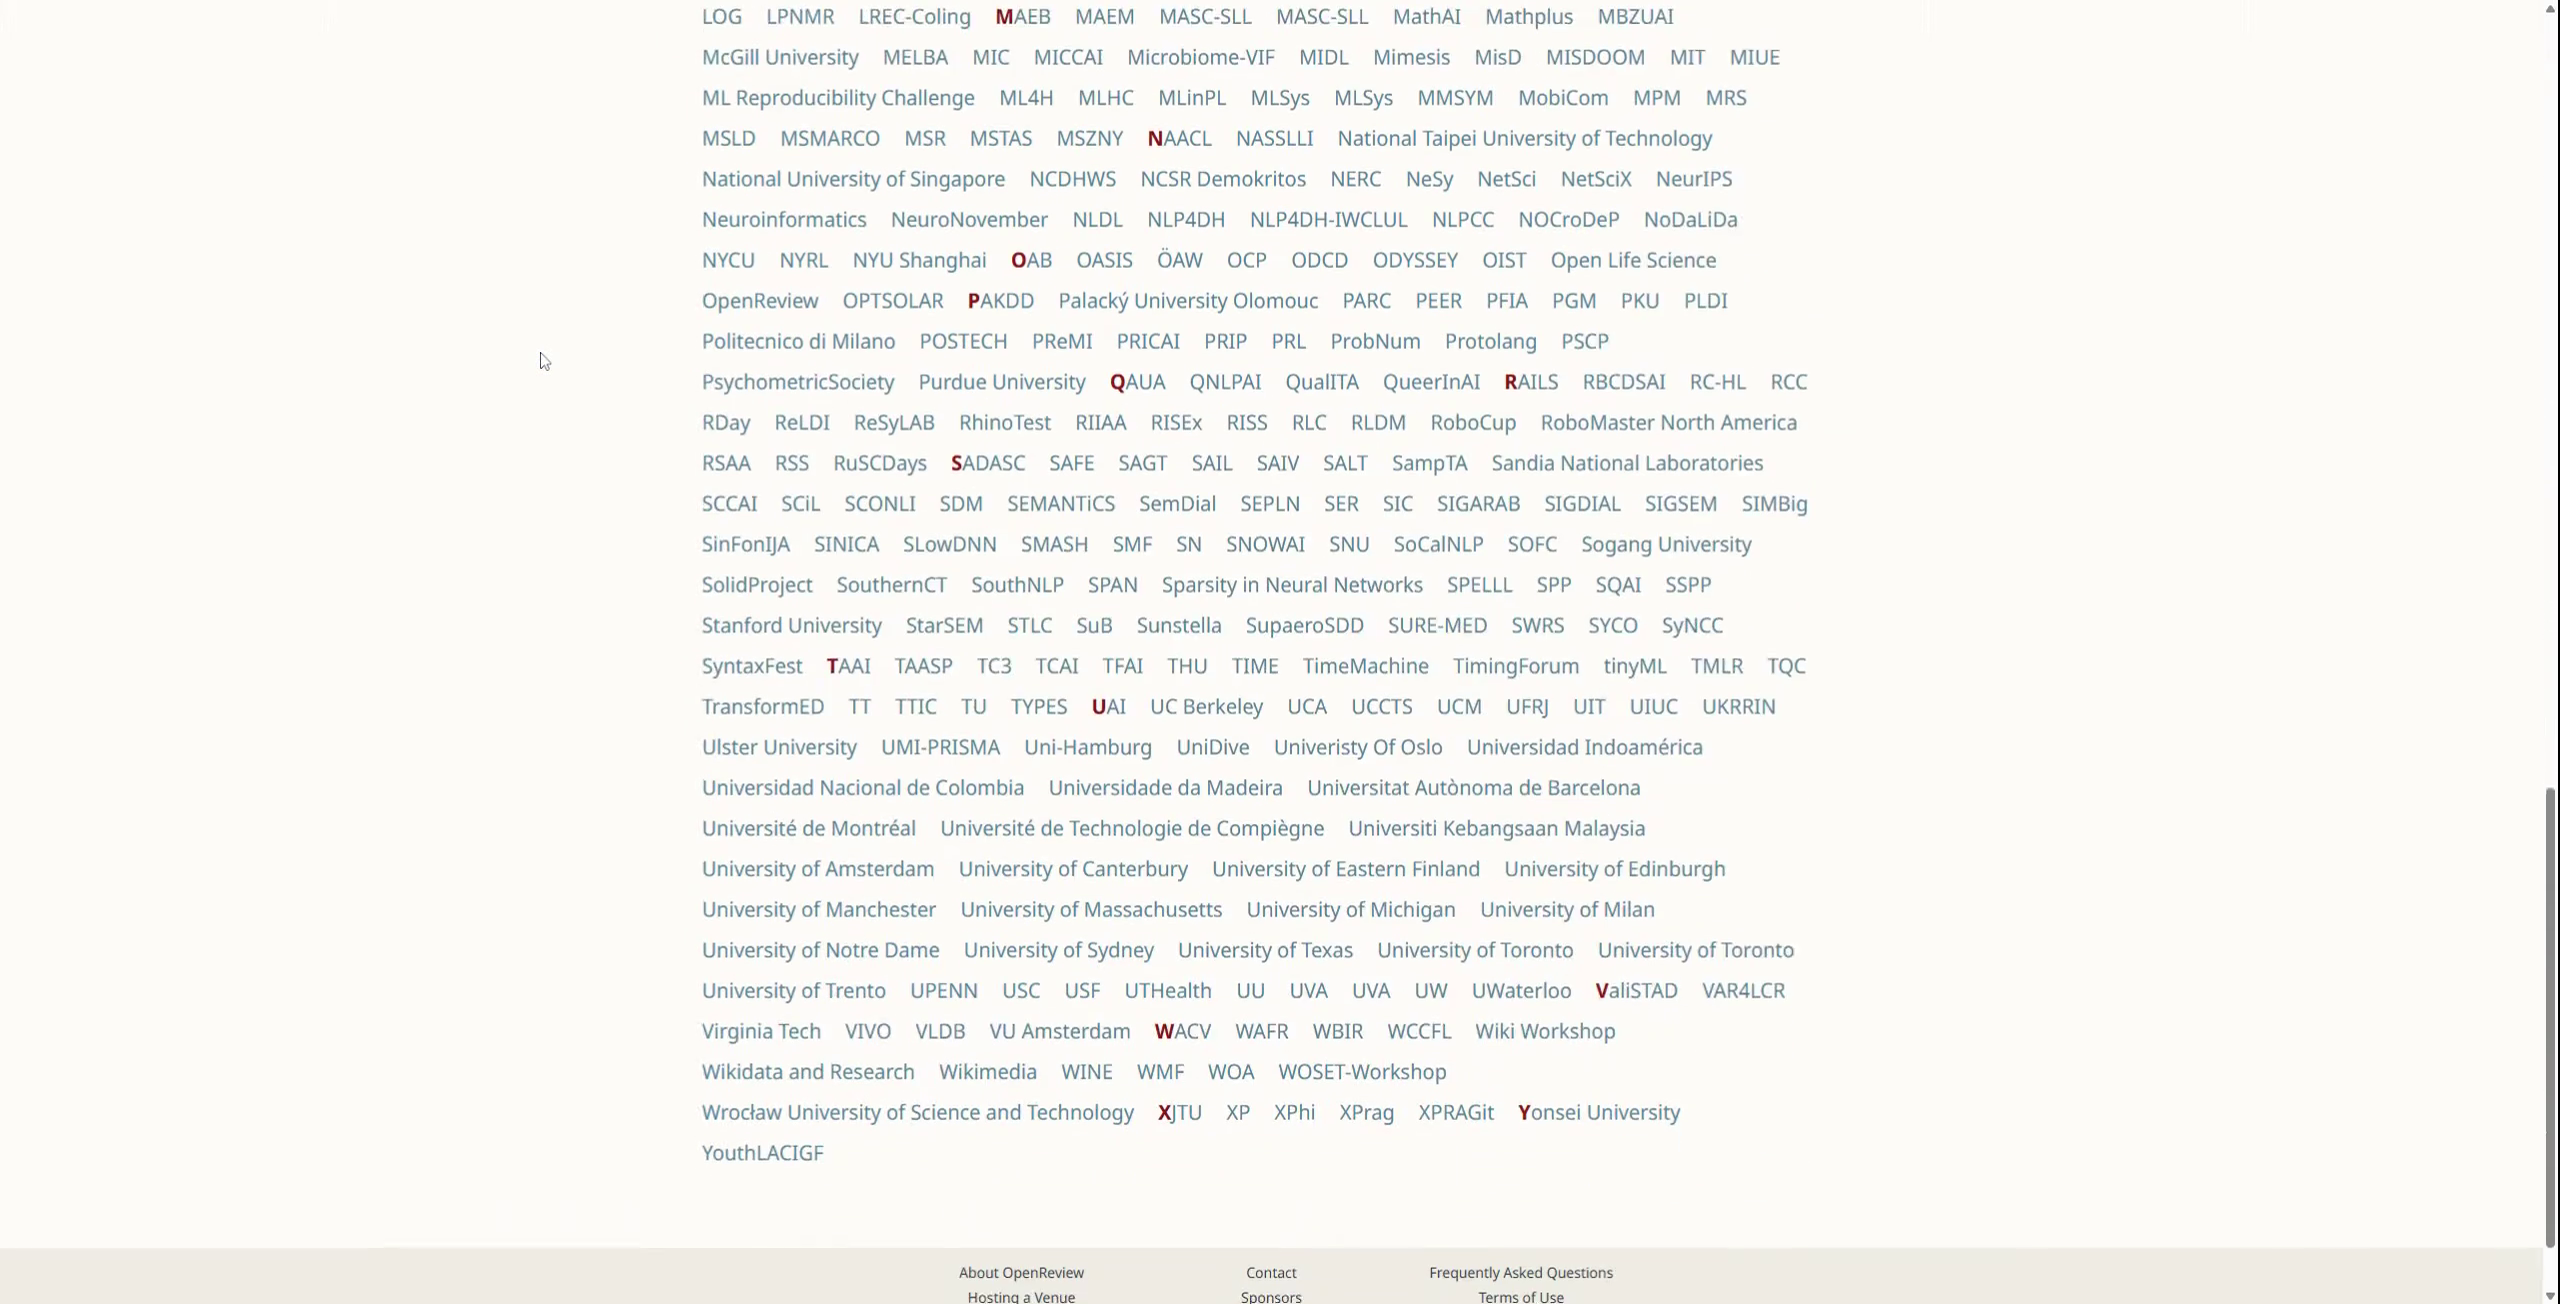 LOG LPNMR LREC-Coling MAEB MAEM MASC-SLL MASC-SLL MathAI Mathplus MBZUAI
McGill University MELBA MIC MICCAI Microbiome-VIF MIDL Mimesis MisD MISDOOM MIT MIUE
ML Reproducibility Challenge ML4H MLHC MLinPL MLSys MLSys MMSYM MobiCom MPM MRS
MSLD MSMARCO MSR MSTAS MSZNY NAACL NASSLLI National Taipei University of Technology
National University of Singapore NCDHWS NCSR Demokritos NERC NeSy NetSci NetSciX NeurIPS
Neuroinformatics NeuroNovember NLDL NLP4DH NLP4DH-IWCLUL NLPCC NOCroDeP NoDaLiDa
NYCU NYRL NYU Shanghai OAB OASIS ÖAW OCP ODCD ODYSSEY OIST Open Life Science
OpenReview OPTSOLAR PAKDD Palacký University Olomouc PARC PEER PFIA PGM PKU PLDI
Politecnico di Milano POSTECH PReMI PRICAI PRIP PRL ProbNum Protolang PSCP
PsychometricSociety Purdue University QAUA QNLPAI QualITA QueerInAI RAILS RBCDSAI RC-HL RCC
RDay ReLDI ReSyLAB RhinoTest RIIAA RISEx RISS RLC RLDM RoboCup RoboMaster North America
RSAA RSS RuSCDays SADASC SAFE SAGT SAIL SAIV SALT SampTA Sandia National Laboratories
SCCAI SCiL SCONLI SDM SEMANTiCS SemDial SEPLN SER SIC SIGARAB SIGDIAL SIGSEM SIMBig
SinFonIJA SINICA SLowDNN SMASH SMF SN SNOWAI SNU SoCalNLP SOFC Sogang University
SolidProject SouthernCT SouthNLP SPAN Sparsity in Neural Networks SPELLL SPP SQAI SSPP
Stanford University StarSEM STLC SuB Sunstella SupaeroSDD SURE-MED SWRS SYCO SyNCC
SyntaxFest TAAI TAASP TC3 TCAI TFAI THU TIME TimeMachine TimingForum tinyML TMLR TQC
TransformED TT TTIC TU TYPES UAI UC Berkeley UCA UCCTS UCM UFRJ UIT UIUC UKRRIN
Ulster University UMI-PRISMA Uni-Hamburg UniDive Univeristy Of Oslo Universidad Indoamérica
Universidad Nacional de Colombia Universidade da Madeira Universitat Autònoma de Barcelona
Université de Montréal Université de Technologie de Compiègne Universiti Kebangsaan Malaysia
University of Amsterdam University of Canterbury University of Eastern Finland University of Edinburgh
University of Manchester University of Massachusetts University of Michigan University of Milan
University of Notre Dame University of Sydney University of Texas University of Toronto University of Toronto
University of Trento UPENN USC USF UTHealth UU UVA UVA UW UWaterloo ValiSTAD VAR4LCR
Virginia Tech VIVO VLDB VU Amsterdam WACV WAFR WBIR WCCFL Wiki Workshop
Wikidata and Research Wikimedia WINE WMF WOA WOSET-Workshop
Wrocław University of Science and Technology XJTU XP XPhi XPrag XPRAGit Yonsei University
YouthLACIGF
About OpenReview Contact Frequently Asked Questions
Hosting a Venue Sponsors Terms of Use